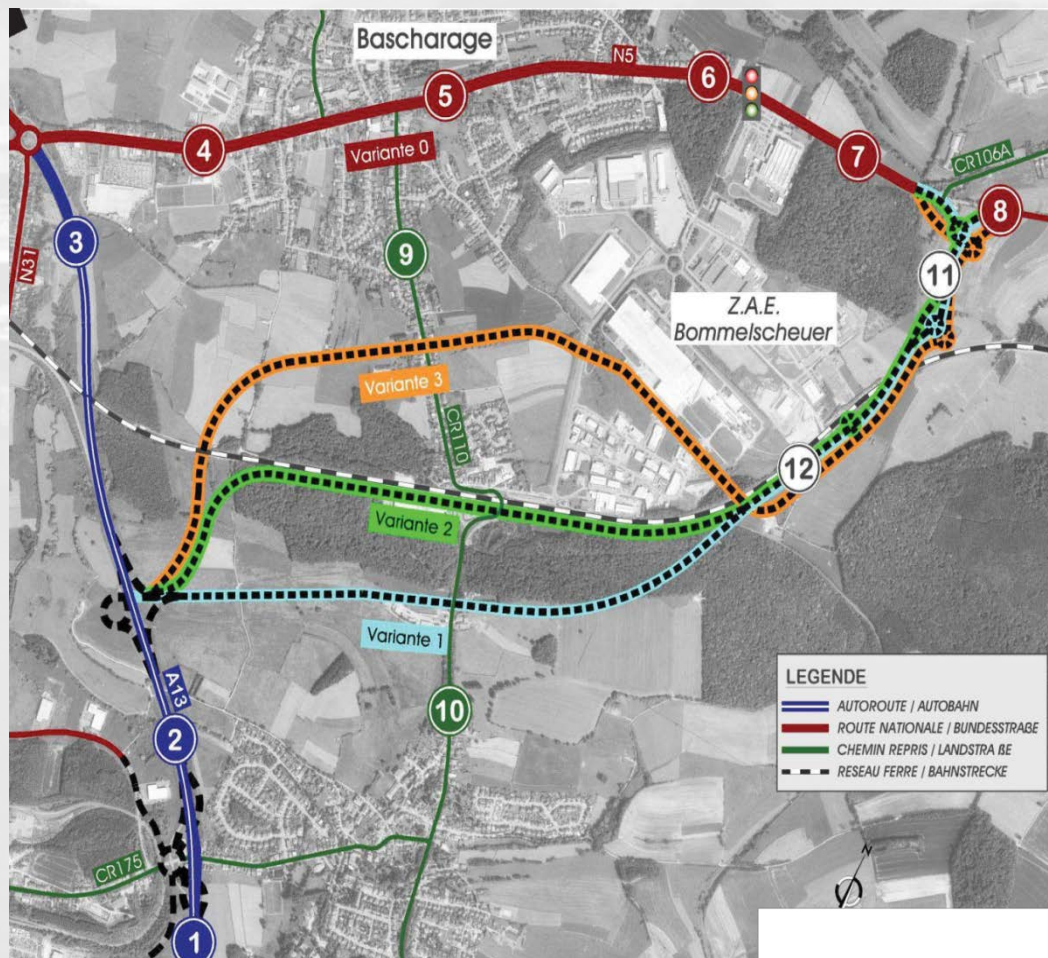 Bascharage
N5
6
5
4
Variante 0
7
CR106A
8
3
N31
9
11
Z.A.E.
Bommelscheuer
Variante 3
CR110
12
Variante 2
Variante 1
A13
10
2
CR175
1
LEGENDE
AUTOROUTE / AUTOBAHN
ROUTE NATIONALE / BUNDESSTRAßE
CHEMIN REPRIS / LANDSTRA ßE
RESEAU FERRE / BAHNSTRECKE
N